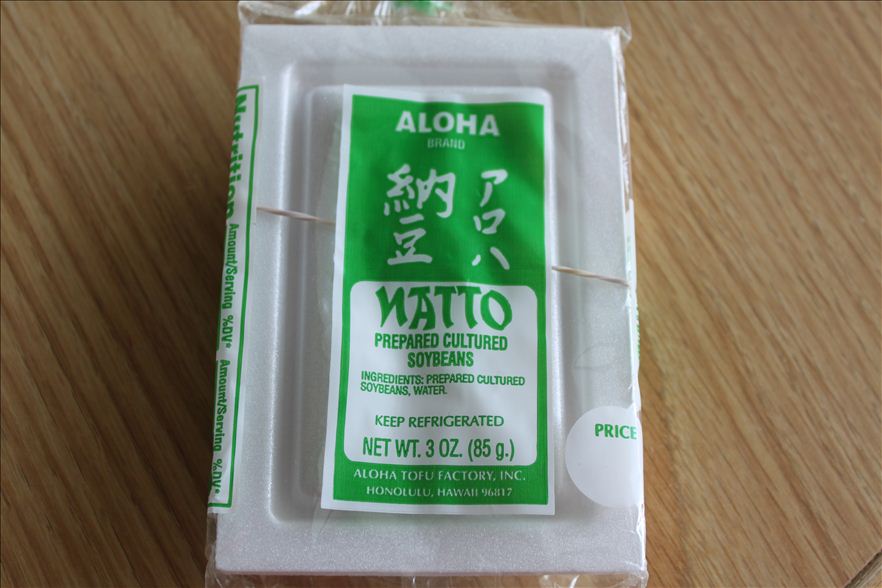 ALOHA
BRAND
アロハ
納豆
NATTO
PREPARED CULTURED
SOYBEANS
INGREDIENTS: PREPARED CULTURED
SOYBEANS, WATER.
KEEP REFRIGERATED
NET WT. 3 OZ. (85 g.)
ALOHA TOFU FACTORY, INC.
HONOLULU, HAWAII 96817
Nutrition
Amount/Serving %DV* Amount/Serving %DV*
PRICE